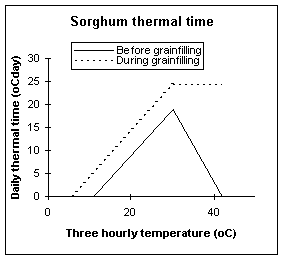 Sorghum thermal time
Before grainfilling
During grainfilling
Daily thermal time (oCday)
30
25
20
15
10
5
0
0
20
40
Three hourly temperature (oC)